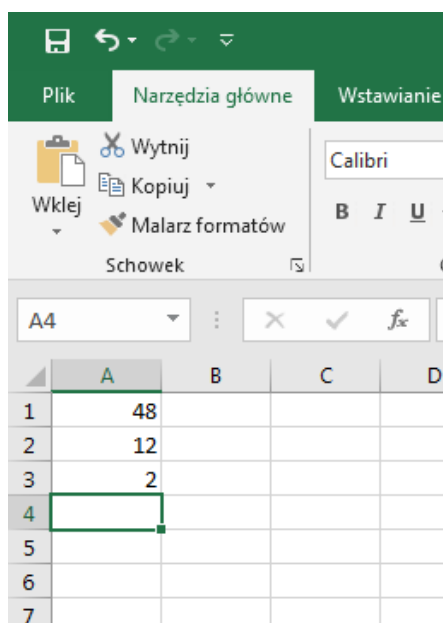 Plik Narzędzia główne Wstawianie
Wklej
Wytnij
Kopiuj
Malarz formatów
Schowek
Calibri
B I U
A4 fx
A B C D
1 48
2 12
3 2
4
5
6
7